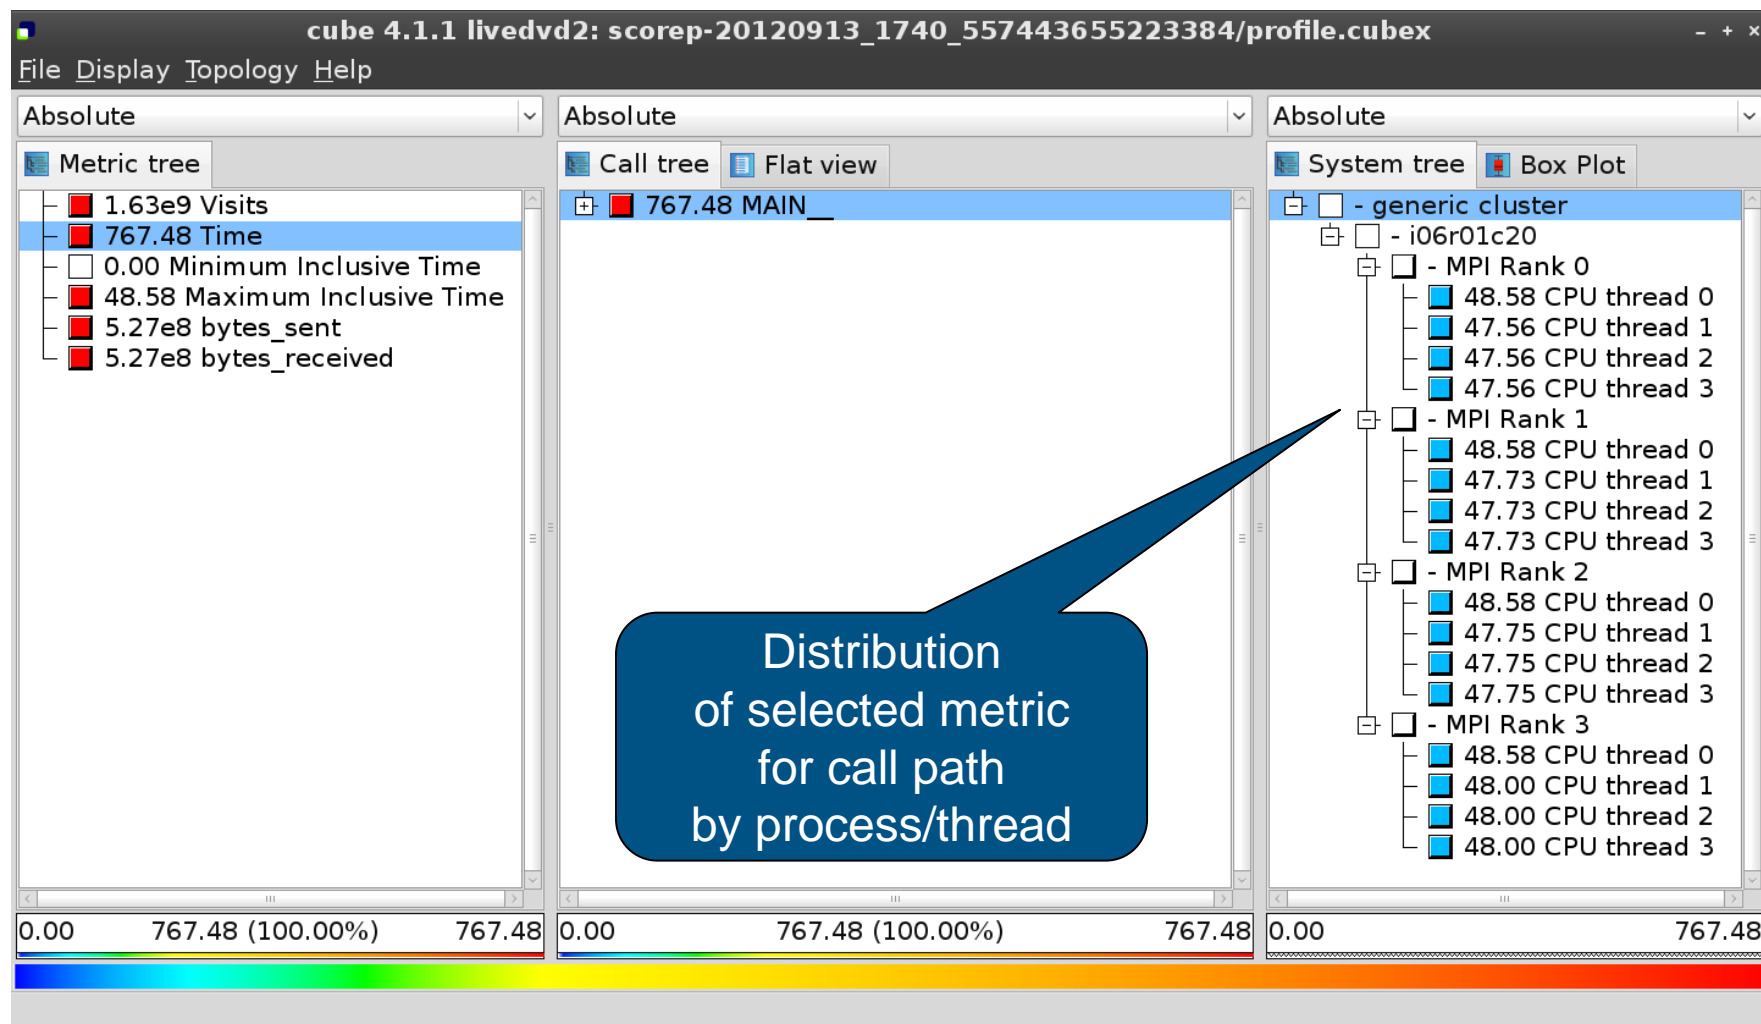 cube 4.1.1 livedvd2: scorep-20120913_1740_557443655223384/profile.cubex
File Display Topology Help
Absolute
Metric tree
1.63e9 Visits
767.48 Time
0.00 Minimum Inclusive Time
48.58 Maximum Inclusive Time
5.27e8 bytes_sent
5.27e8 bytes_received
0.00 767.48 (100.00%) 767.48
Absolute
Call tree Flat view
767.48 MAIN__
Distribution
of selected metric
for call path
by process/thread
0.00 767.48 (100.00%) 767.48
Absolute
System tree Box Plot
- generic cluster
- i06r01c20
- MPI Rank 0
48.58 CPU thread 0
47.56 CPU thread 1
47.56 CPU thread 2
47.56 CPU thread 3
- MPI Rank 1
48.58 CPU thread 0
47.73 CPU thread 1
47.73 CPU thread 2
47.73 CPU thread 3
- MPI Rank 2
48.58 CPU thread 0
47.75 CPU thread 1
47.75 CPU thread 2
47.75 CPU thread 3
- MPI Rank 3
48.58 CPU thread 0
48.00 CPU thread 1
48.00 CPU thread 2
48.00 CPU thread 3
0.00 767.48